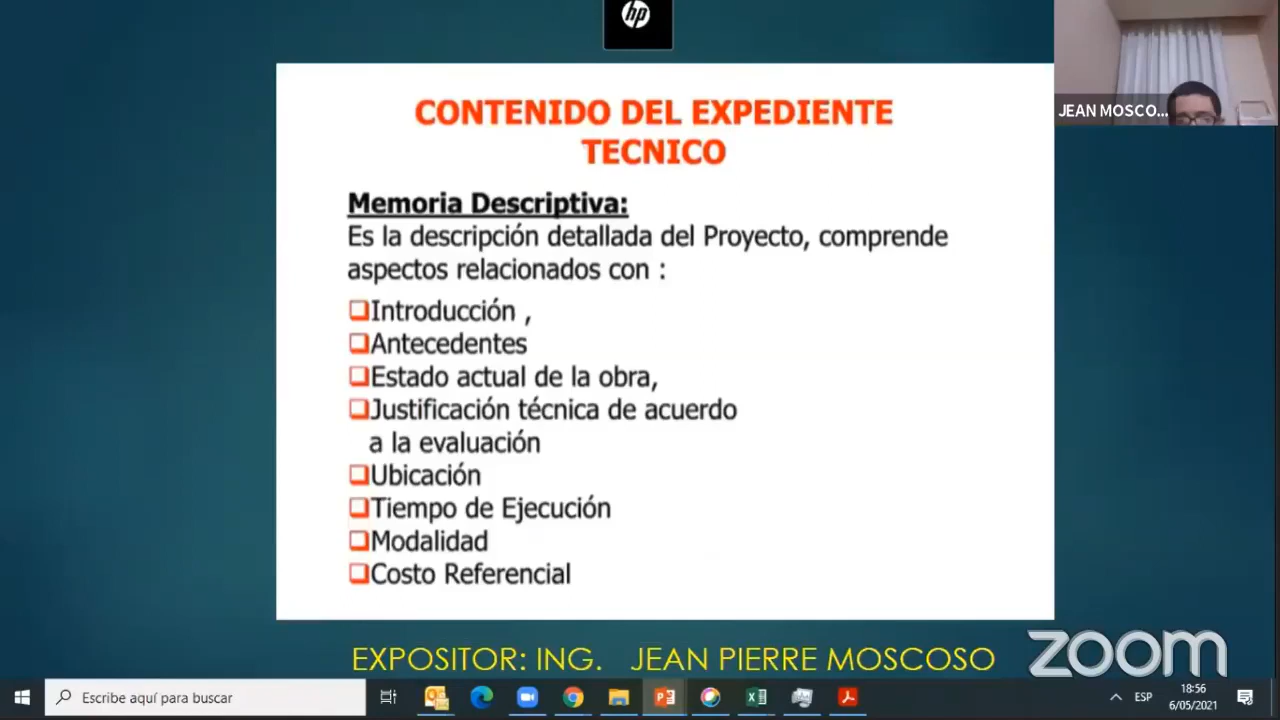 hp
JEAN MOSCO...
CONTENIDO DEL EXPEDIENTE
TECNICO
Memoria Descriptiva:
Es la descripción detallada del Proyecto, comprende
aspectos relacionados con :
Introducción ,
Antecedentes
Estado actual de la obra,
Justificación técnica de acuerdo
a la evaluación
Ubicación
Tiempo de Ejecución
Modalidad
Costo Referencial
EXPOSITOR: ING. JEAN PIERRE MOSCOSO
zoom
Escribe aquí para buscar
ESP
18:56
6/05/2021